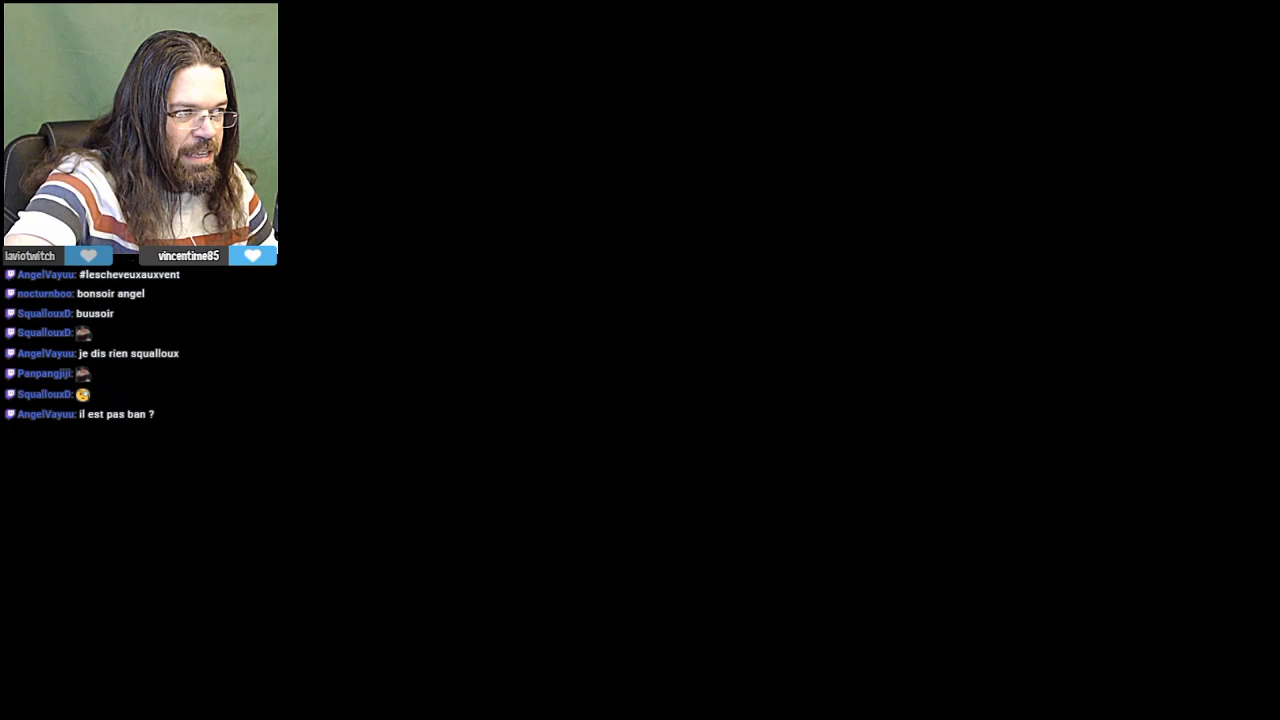 laviotwitch vincentime85
AngelVayuu: #lescheveuxauxvent
nocturnboo: bonsoir angel
SquallouxD: buusoir
SquallouxD:
AngelVayuu: je dis rien squalloux
Panpangjiji:
SquallouxD:
AngelVayuu: il est pas ban ?